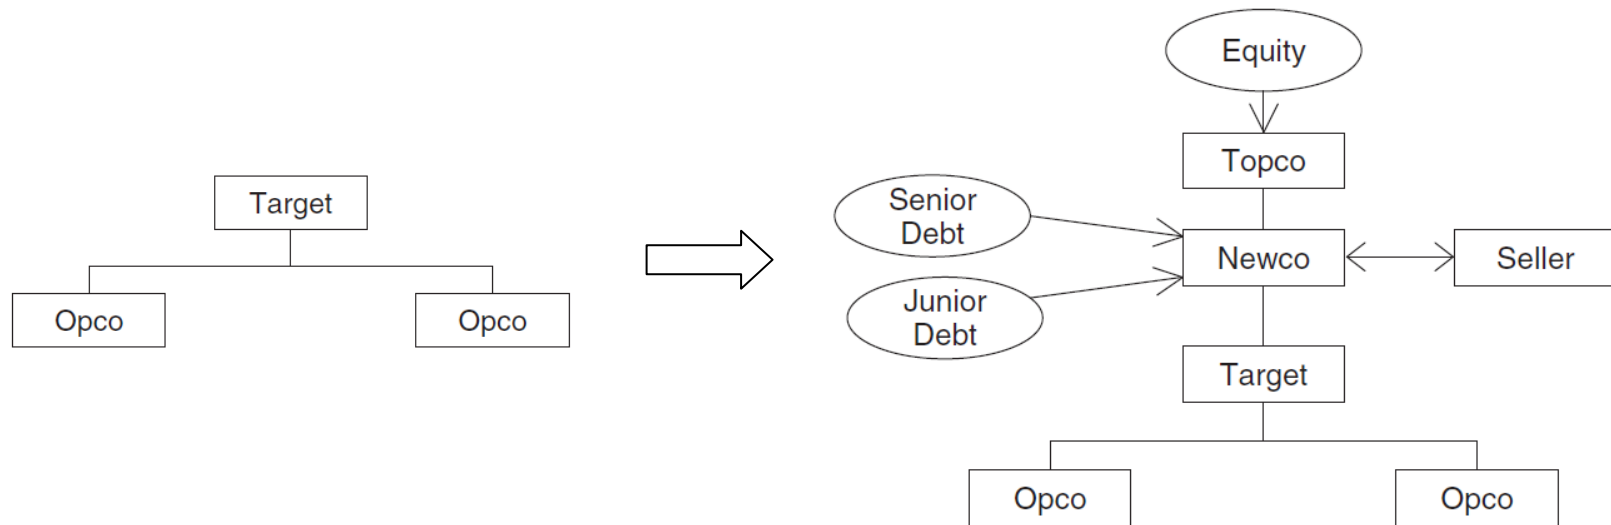 Target
Opco
Opco
Equity
Topco
Senior
Debt
Newco
Seller
Junior
Debt
Target
Opco
Opco